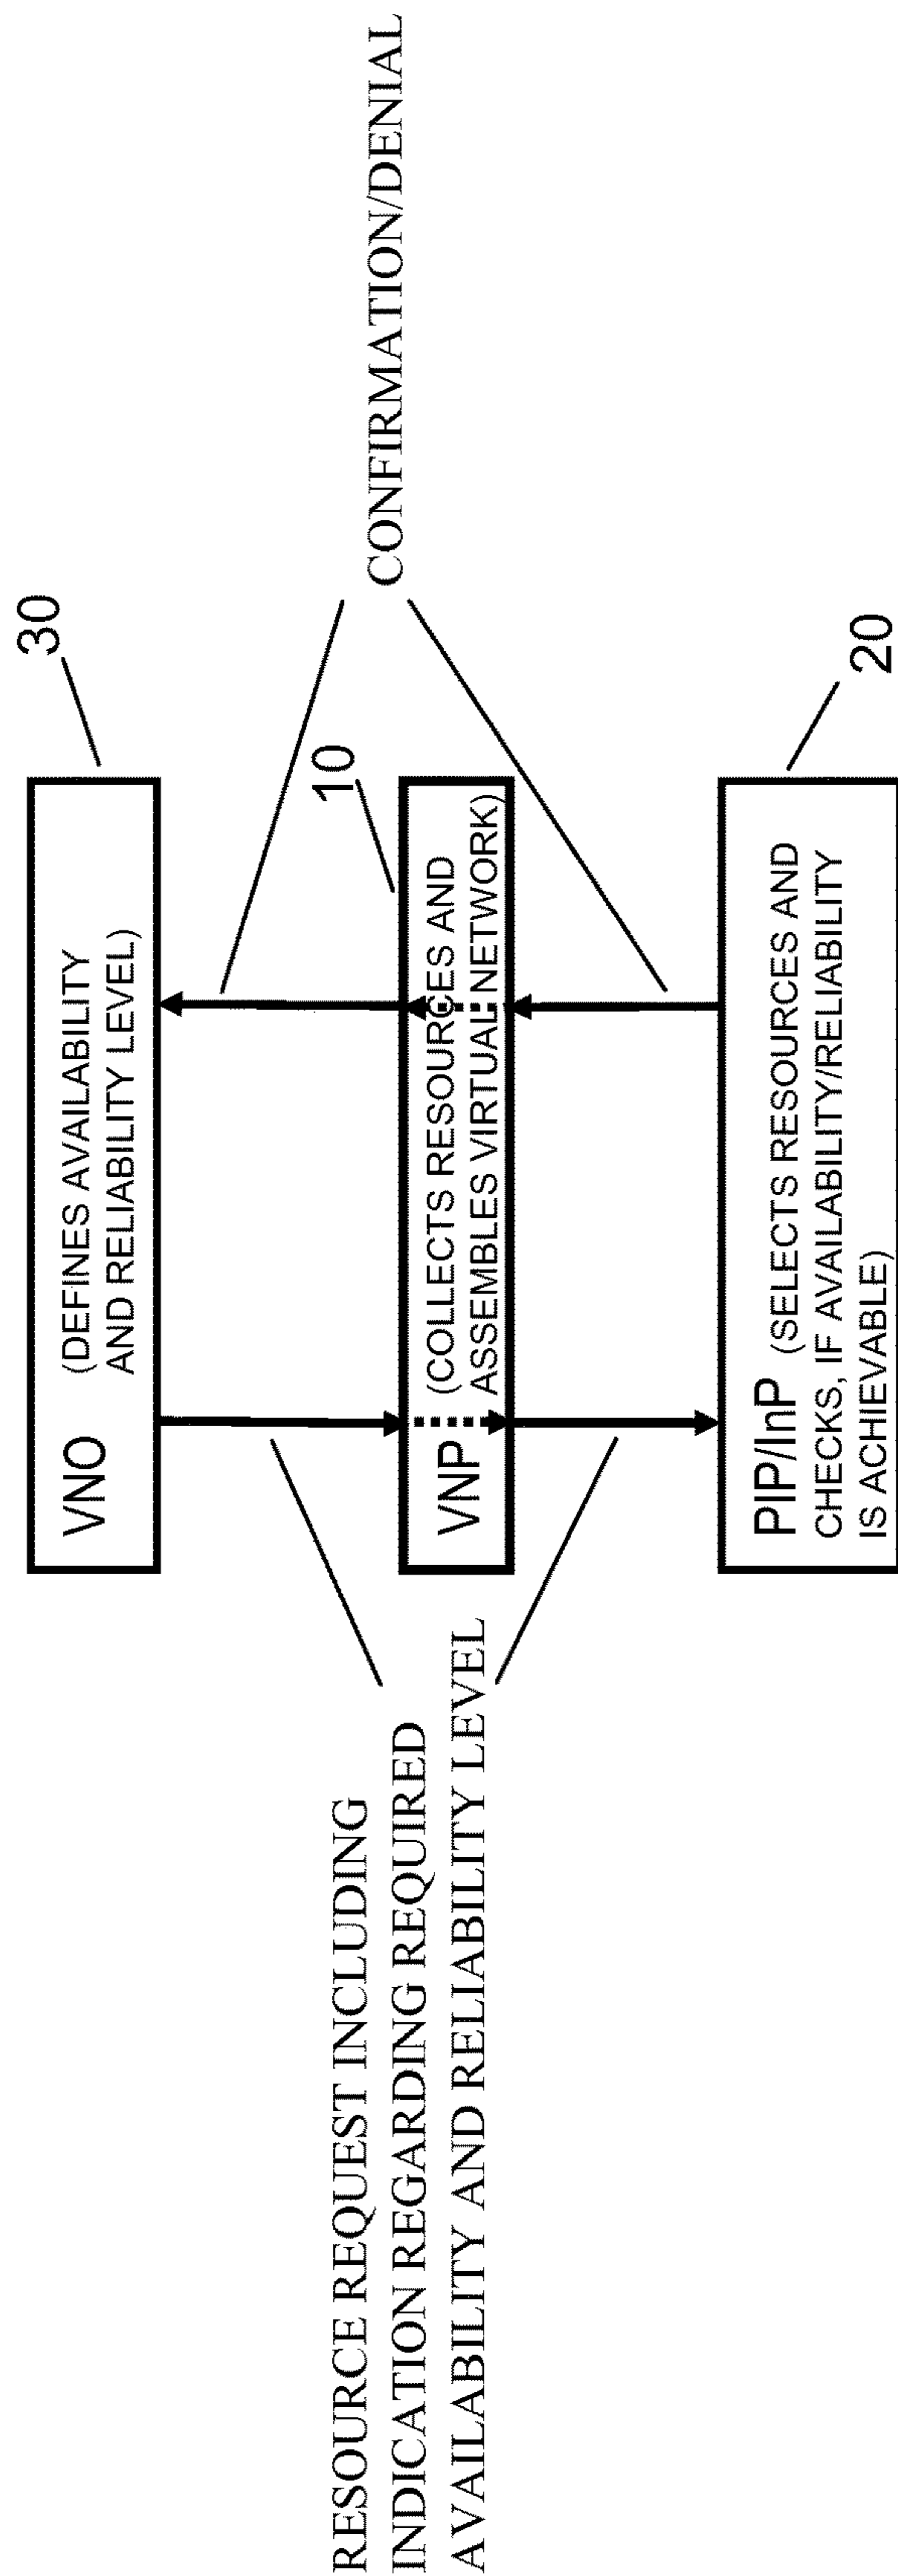 30
VNO (DEFINES AVAILABILITY
AND RELIABILITY LEVEL)
RESOURCE REQUEST INCLUDING
INDICATION REGARDING REQUIRED
AVAILABILITY AND RELIABILITY LEVEL
10
VNP (COLLECTS RESOURCES AND
ASSEMBLES VIRTUAL NETWORK)
CONFIRMATION/DENIAL
PIP/InP (SELECTS RESOURCES AND
CHECKS, IF AVAILABILITY/RELIABILITY
IS ACHIEVABLE)
20